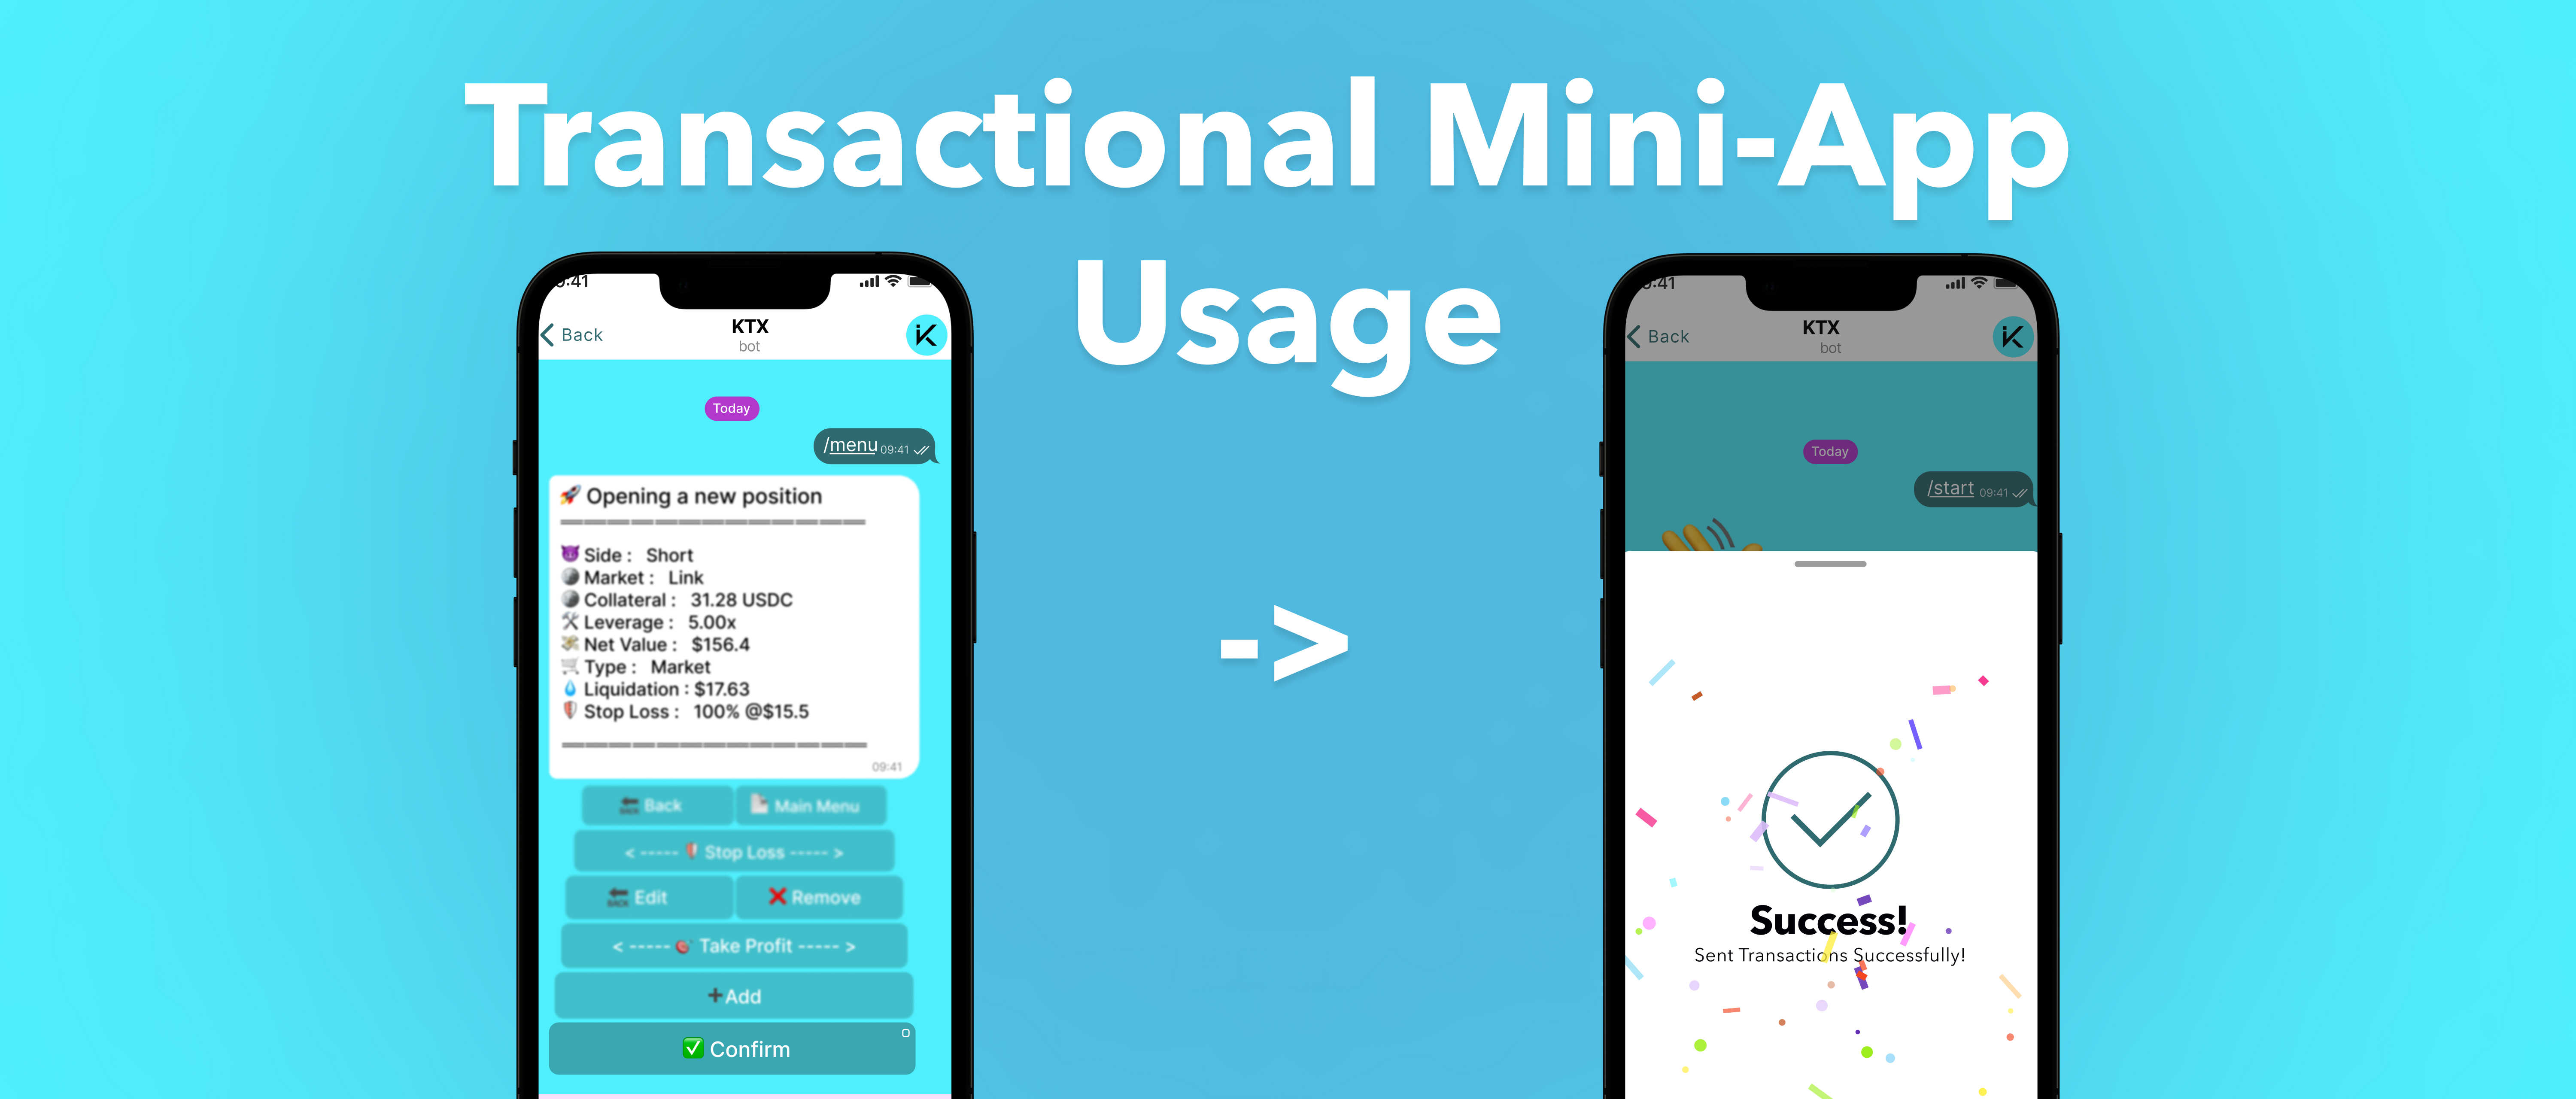 Transactional Mini-App
Usage
9:41
Back
KTX
bot
Today
/menu 09:41
🚀 Opening a new position
😈 Side : Short
Market : Link
Collateral : 31.28 USDC
🛠 Leverage : 5.00x
💸 Net Value : $156.4
🛒 Type : Market
💧 Liquidation : $17.63
Stop Loss : 100% @$15.5
09:41
Back
Main Menu
< ----- Stop Loss ----- >
Edit
❌ Remove
< ----- 🎯 Take Profit ----- >
➕Add
✅ Confirm
->
9:41
Back
KTX
bot
Today
/start 09:41
Success!
Sent Transactions Successfully!